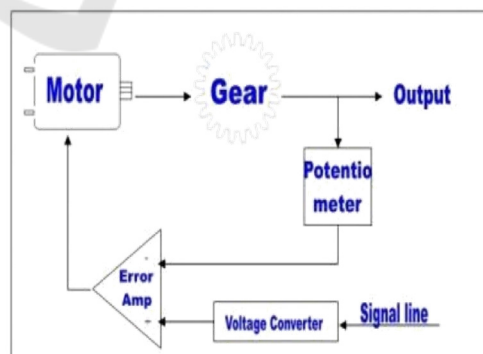 Motor
Gear
Output
Potentio
meter
-
Error
Amp
+
Voltage Converter
Signal line